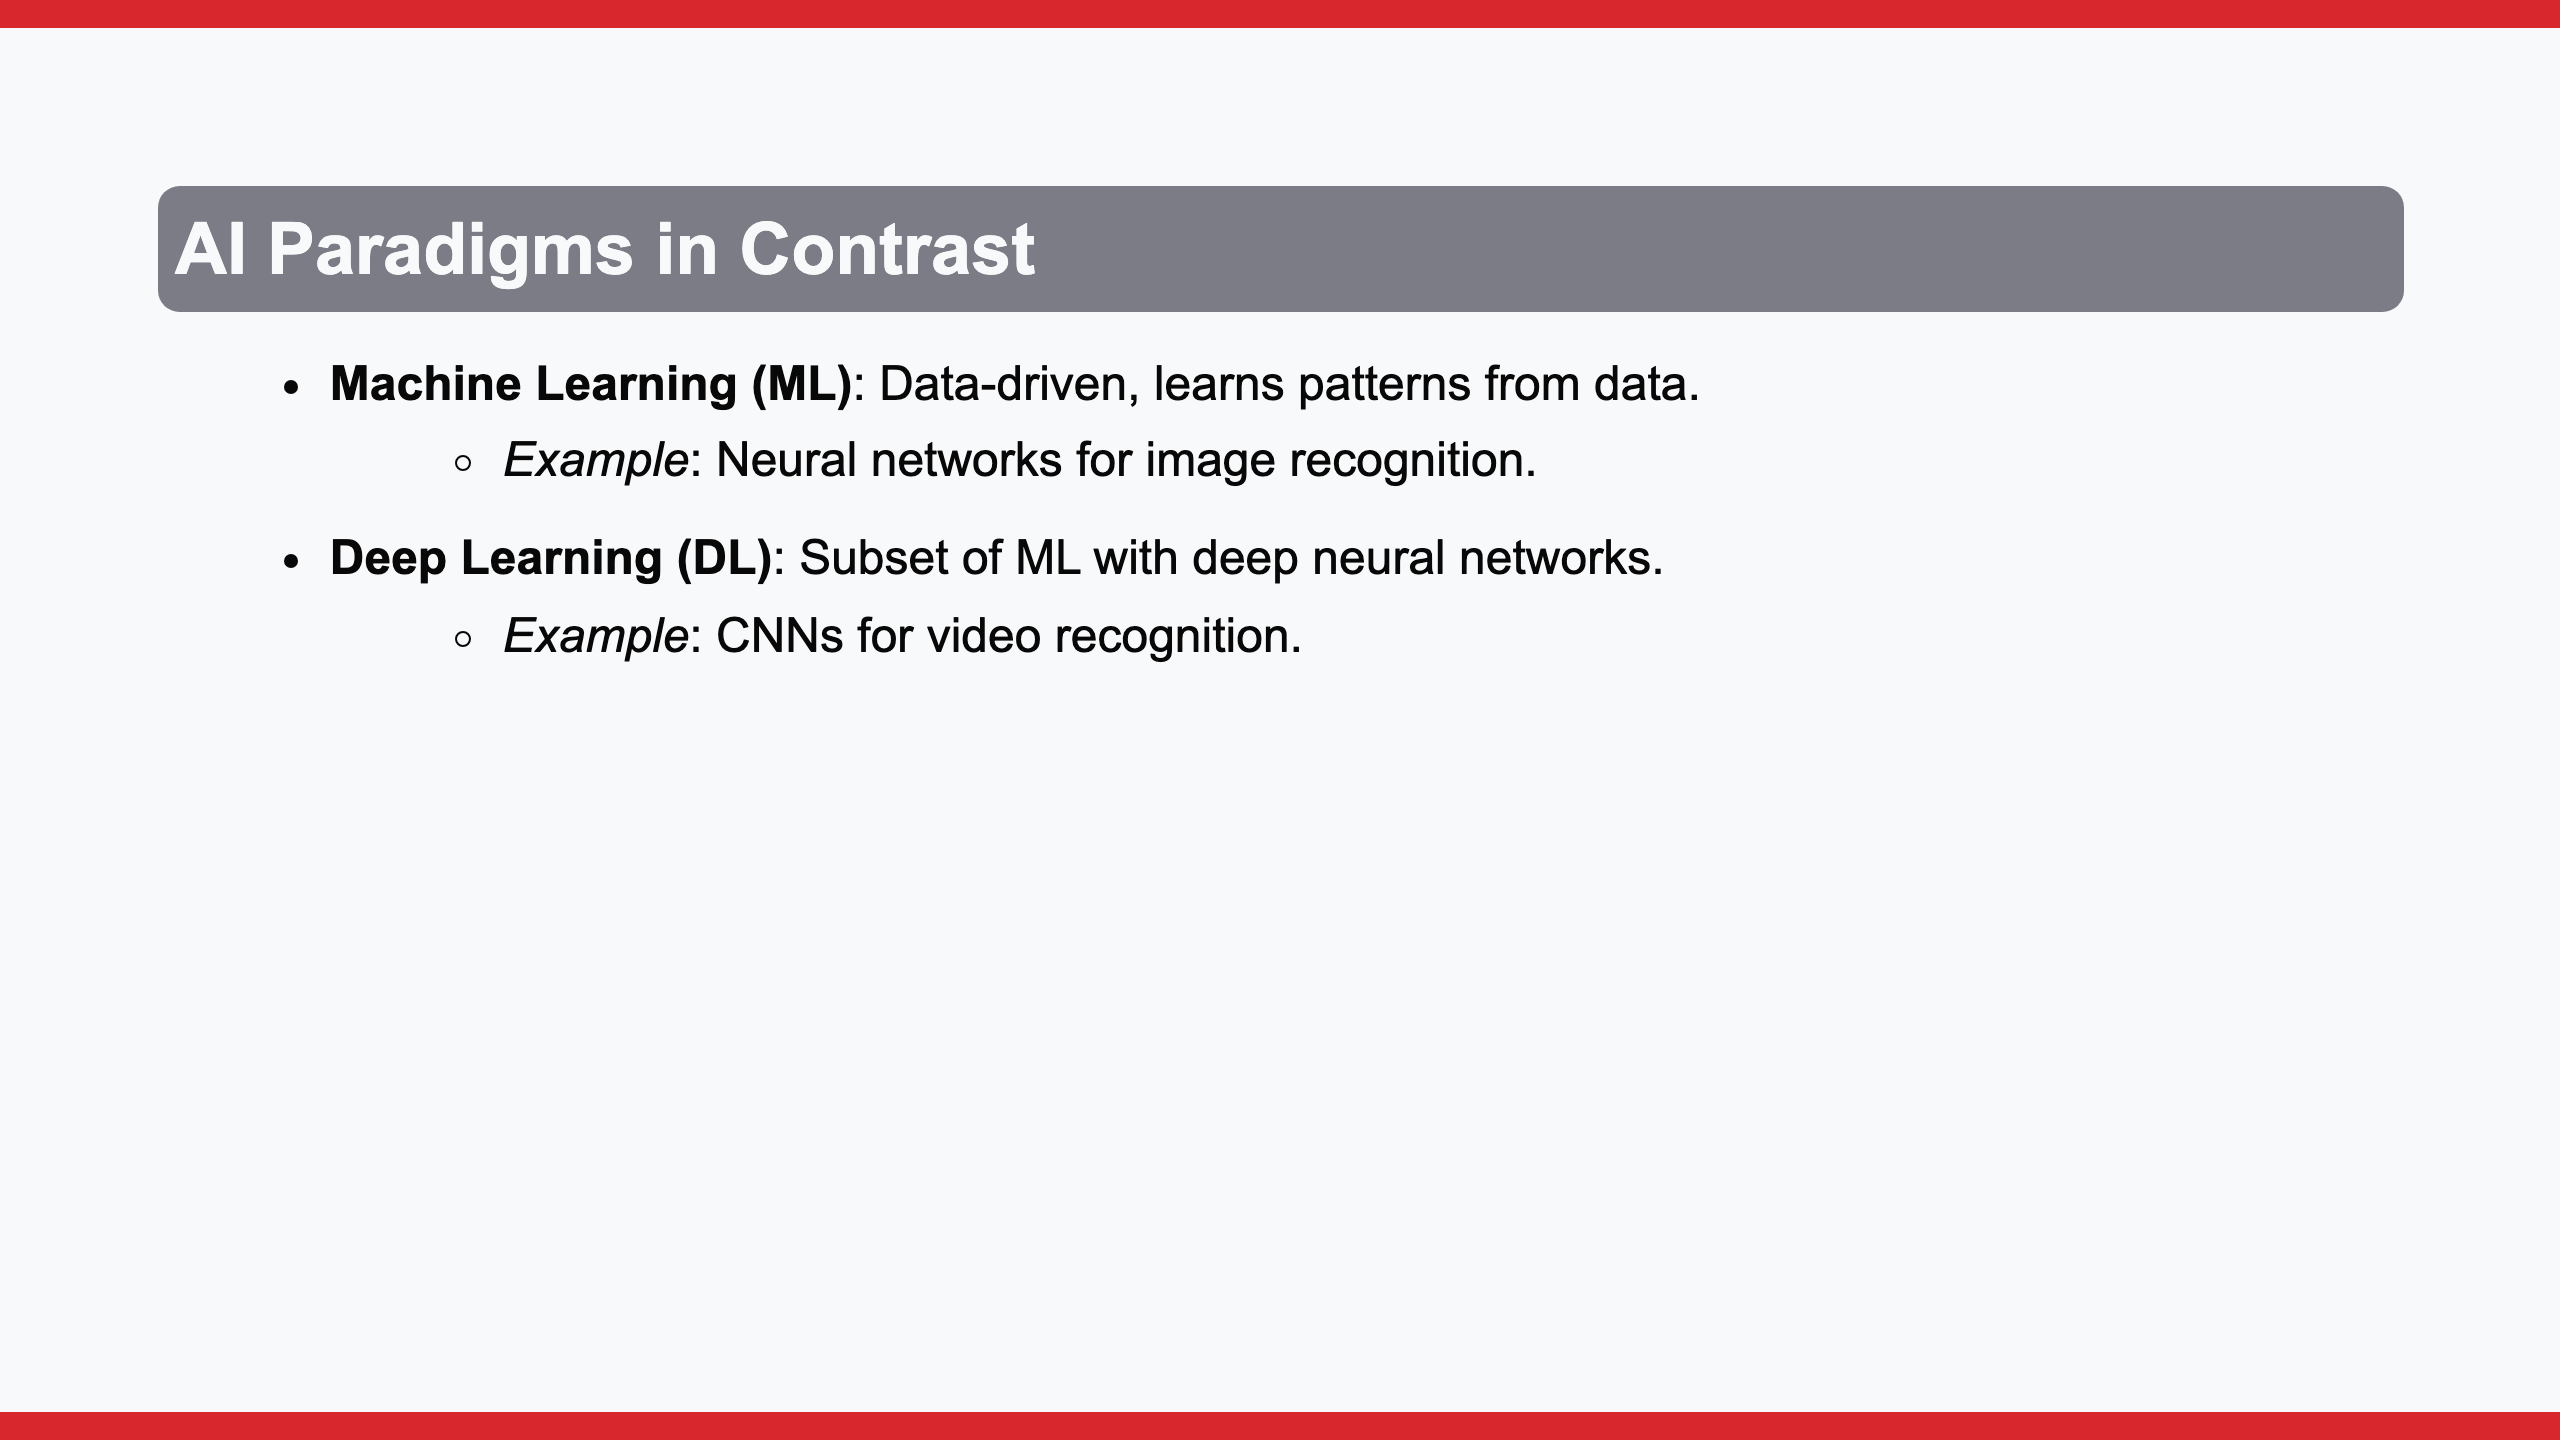 AI Paradigms in Contrast
• Machine Learning (ML): Data-driven, learns patterns from data.
◦ Example: Neural networks for image recognition.
• Deep Learning (DL): Subset of ML with deep neural networks.
◦ Example: CNNs for video recognition.